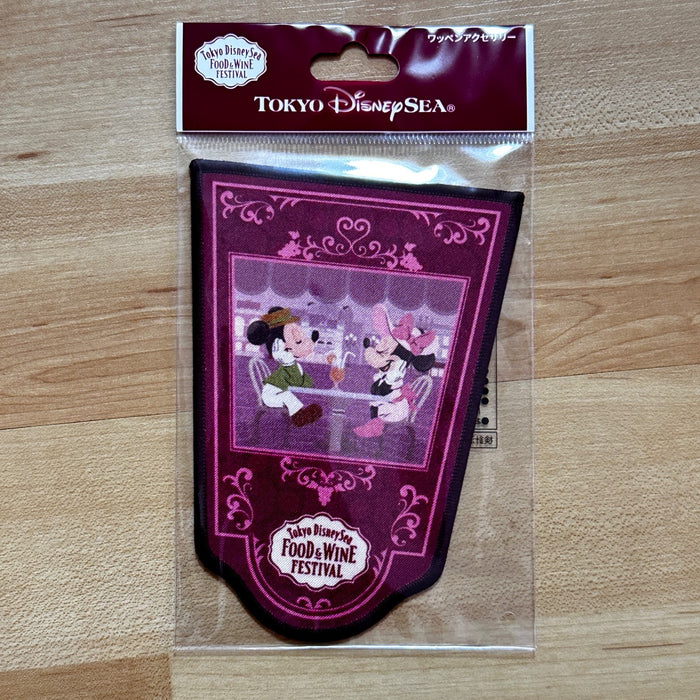 Tokyo DisneySea
FOOD & WINE
FESTIVAL
ワッペンアクセサリー
TOKYO DISNEYSEA®
Tokyo DisneySea
FOOD & WINE
FESTIVAL